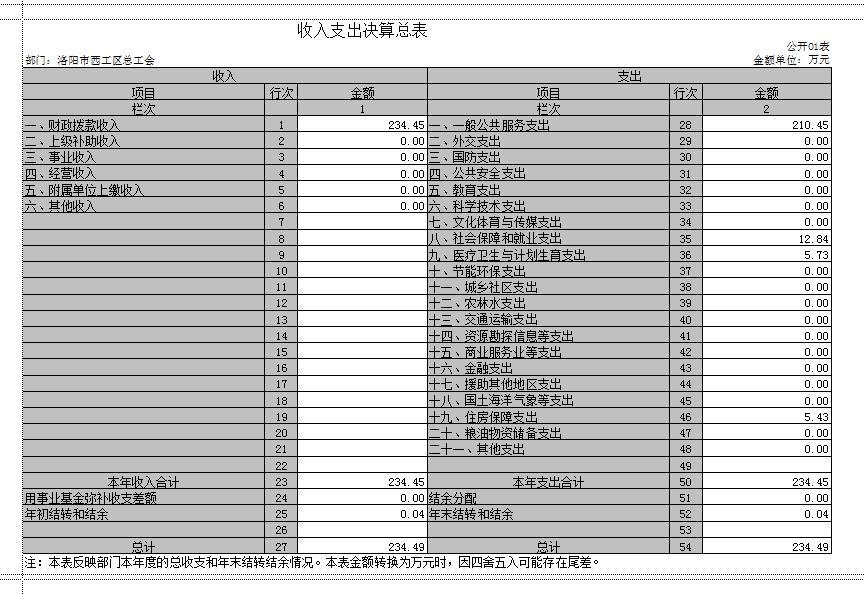 收入支出决算总表
公开01表
部门：洛阳市西工区总工会 金额单位：万元
收入 支出
项目 行次 金额 项目 行次 金额
栏次 1 栏次 2
一、财政拨款收入 1 234.45 一、一般公共服务支出 28 210.45
二、上级补助收入 2 0.00 二、外交支出 29 0.00
三、事业收入 3 0.00 三、国防支出 30 0.00
四、经营收入 4 0.00 四、公共安全支出 31 0.00
五、附属单位上缴收入 5 0.00 五、教育支出 32 0.00
六、其他收入 6 0.00 六、科学技术支出 33 0.00
7 七、文化体育与传媒支出 34 0.00
8 八、社会保障和就业支出 35 12.84
9 九、医疗卫生与计划生育支出 36 5.73
10 十、节能环保支出 37 0.00
11 十一、城乡社区支出 38 0.00
12 十二、农林水支出 39 0.00
13 十三、交通运输支出 40 0.00
14 十四、资源勘探信息等支出 41 0.00
15 十五、商业服务业等支出 42 0.00
16 十六、金融支出 43 0.00
17 十七、援助其他地区支出 44 0.00
18 十八、国土海洋气象等支出 45 0.00
19 十九、住房保障支出 46 5.43
20 二十、粮油物资储备支出 47 0.00
21 二十一、其他支出 48 0.00
22 49
本年收入合计 23 234.45 本年支出合计 50 234.45
用事业基金弥补收支差额 24 0.00 结余分配 51 0.00
年初结转和结余 25 0.04 年末结转和结余 52 0.04
26 53
总计 27 234.49 总计 54 234.49
注：本表反映部门本年度的总收支和年末结转结余情况。本表金额转换为万元时，因四舍五入可能存在尾差。